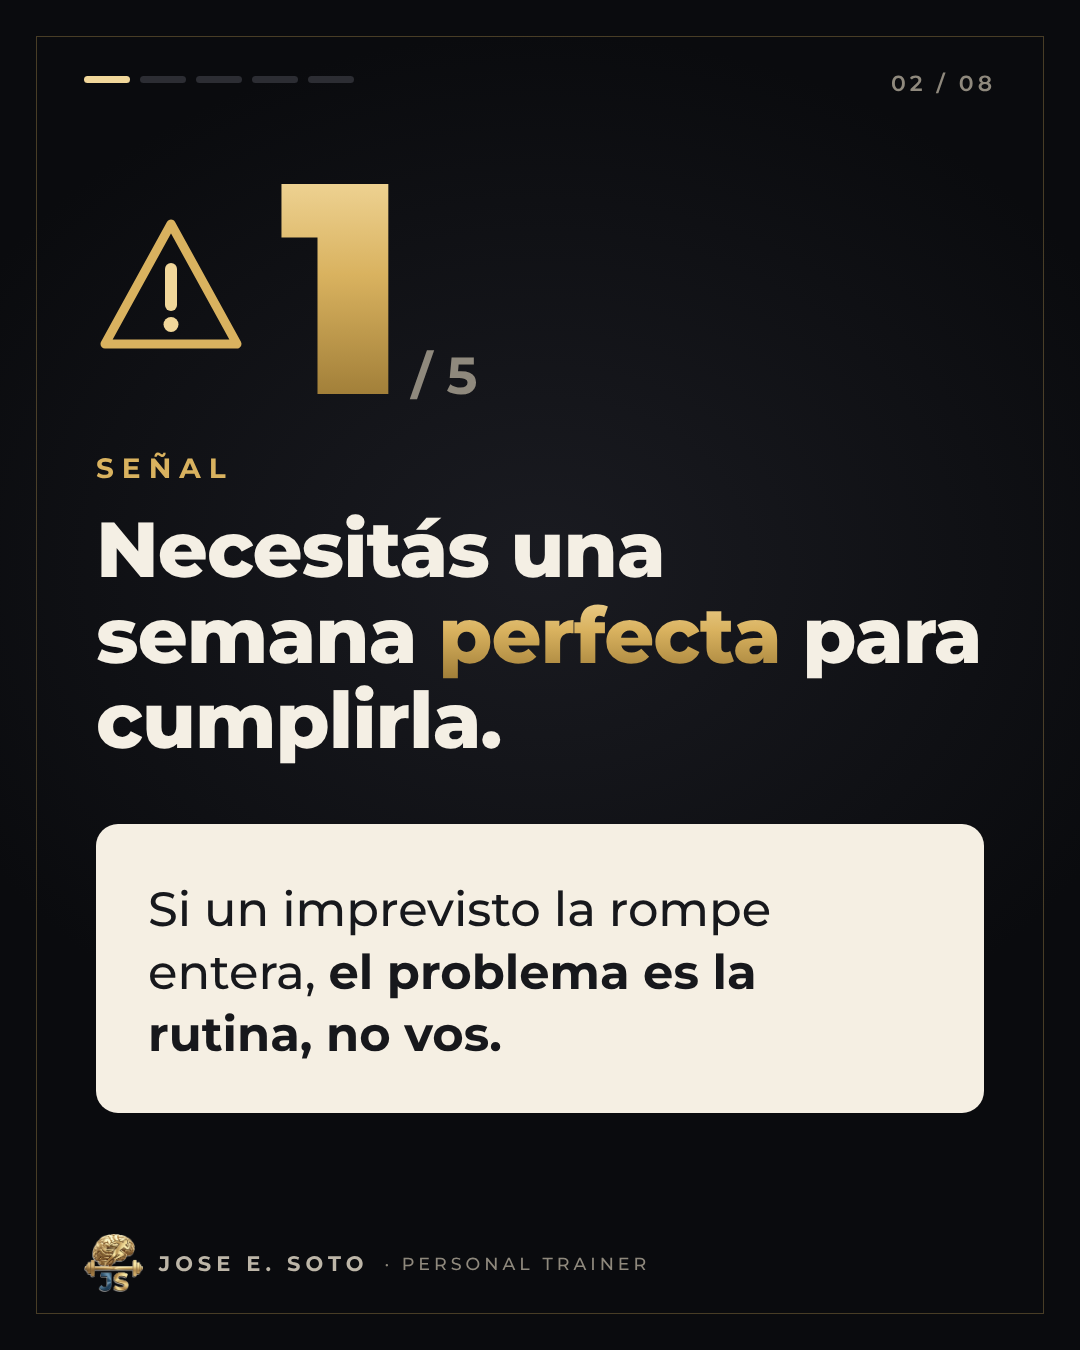 02 / 08
1 / 5
SEÑAL
Necesitás una
semana perfecta para
cumplirla.
Si un imprevisto la rompe
entera, el problema es la
rutina, no vos.
JS
JOSE E. SOTO · PERSONAL TRAINER